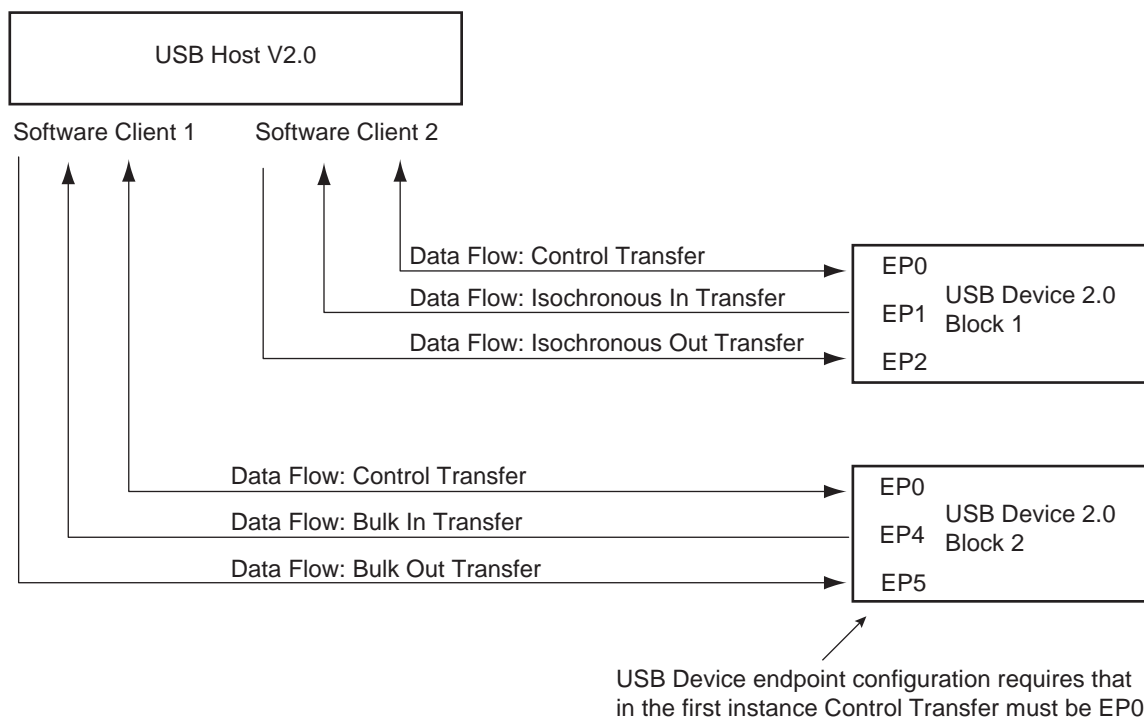 USB Host V2.0
Software Client 1
Software Client 2
Data Flow: Control Transfer
Data Flow: Isochronous In Transfer
Data Flow: Isochronous Out Transfer
EP0
EP1
EP2
USB Device 2.0
Block 1
Data Flow: Control Transfer
Data Flow: Bulk In Transfer
Data Flow: Bulk Out Transfer
EP0
EP4
EP5
USB Device 2.0
Block 2
USB Device endpoint configuration requires that
in the first instance Control Transfer must be EP0